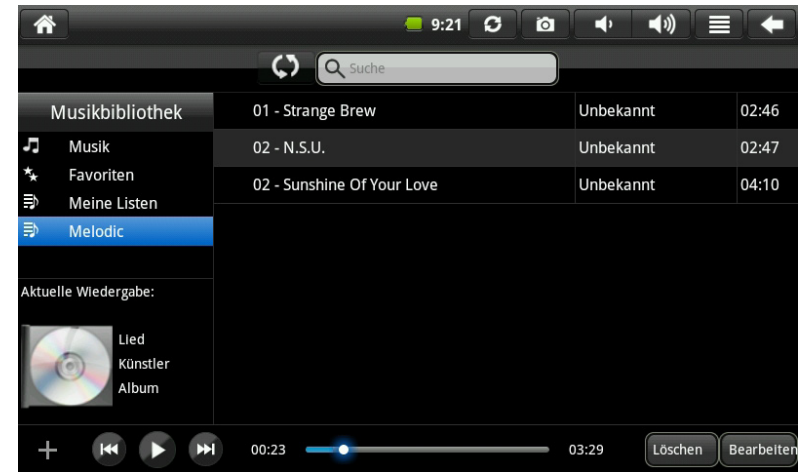 9:21
Suche
Musikbibliothek
Musik
Favoriten
Meine Listen
Melodic
01 - Strange Brew Unbekannt 02:46
02 - N.S.U. Unbekannt 02:47
02 - Sunshine Of Your Love Unbekannt 04:10
Aktuelle Wiedergabe:
Lied
Künstler
Album
00:23 03:29 Löschen Bearbeiten